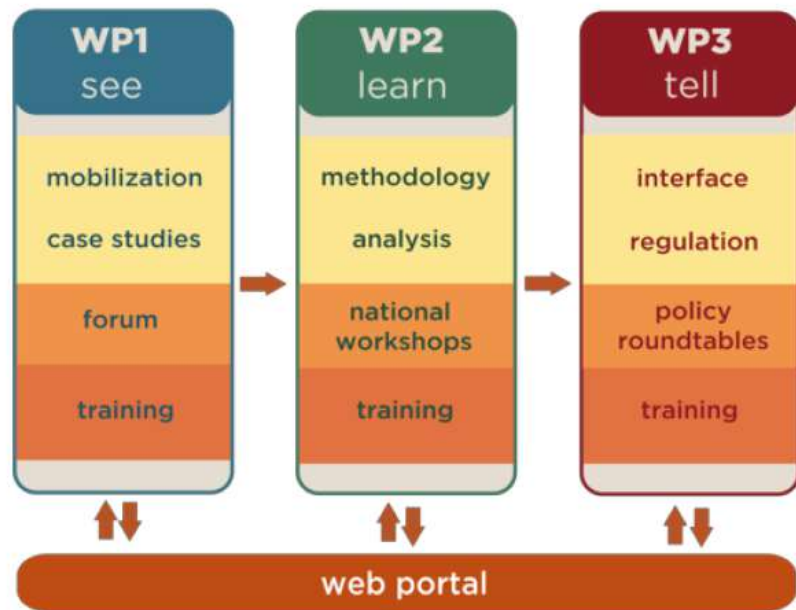 WP1
see
mobilization
case studies
forum
training
WP2
learn
methodology
analysis
national
workshops
training
WP3
tell
interface
regulation
policy
roundtables
training
web portal